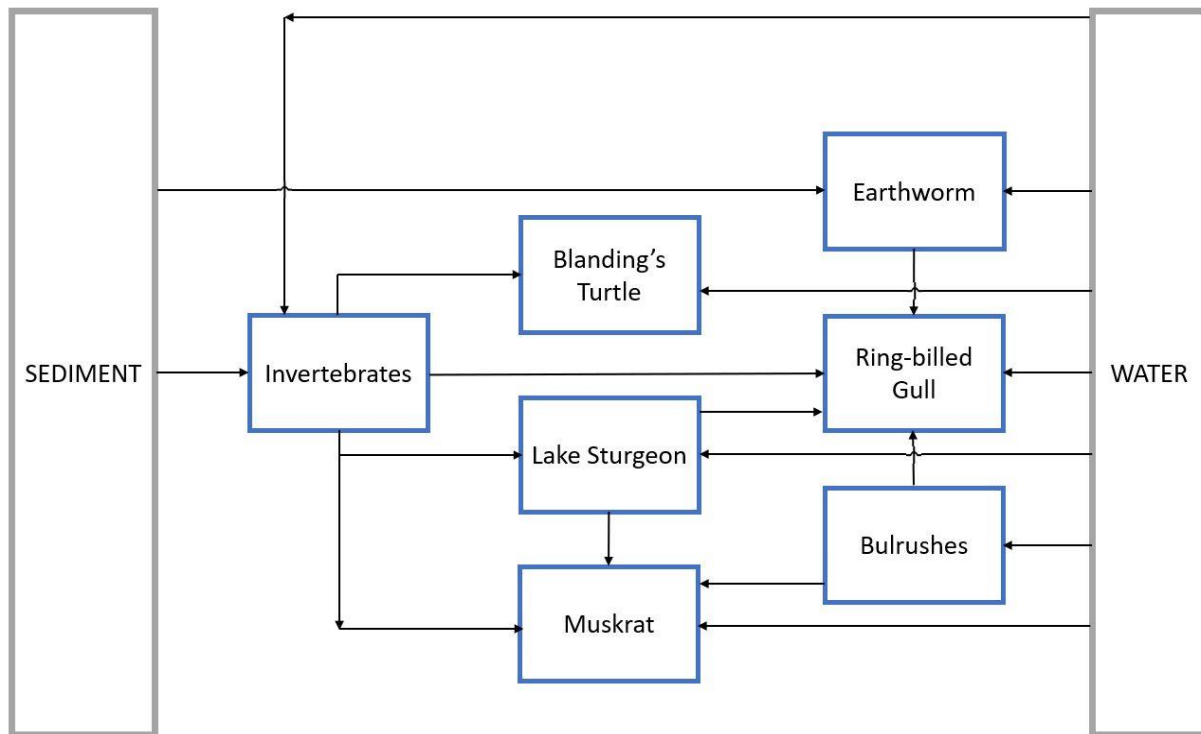 Earthworm
Blanding’s
Turtle
SEDIMENT
Invertebrates
Ring-billed
Gull
WATER
Lake Sturgeon
Bulrushes
Muskrat